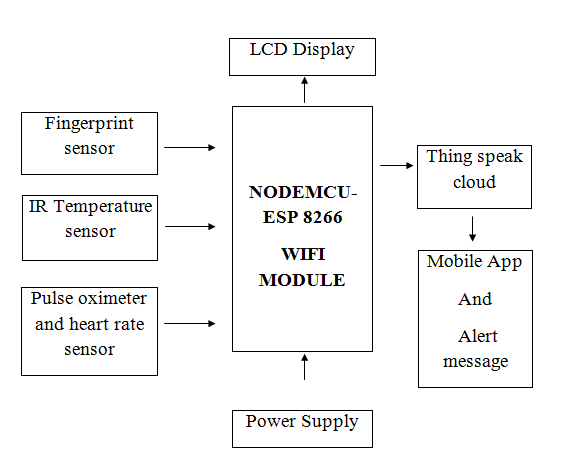 LCD Display
Fingerprint
sensor
IR Temperature
sensor
Pulse oximeter
and heart rate
sensor
NODEMCU-
ESP 8266
WIFI
MODULE
Thing speak
cloud
Mobile App
And
Alert
message
Power Supply